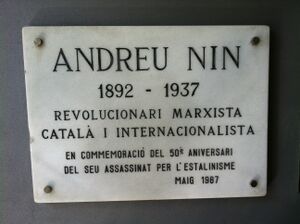 ANDREU NIN
1892 - 1937
REVOLUCIONARI MARXISTA
CATALÀ I INTERNACIONALISTA
EN COMMEMORACIÓ DEL 50È ANIVERSARI
DEL SEU ASSASSINAT PER L'ESTALINISME
MAIG 1987